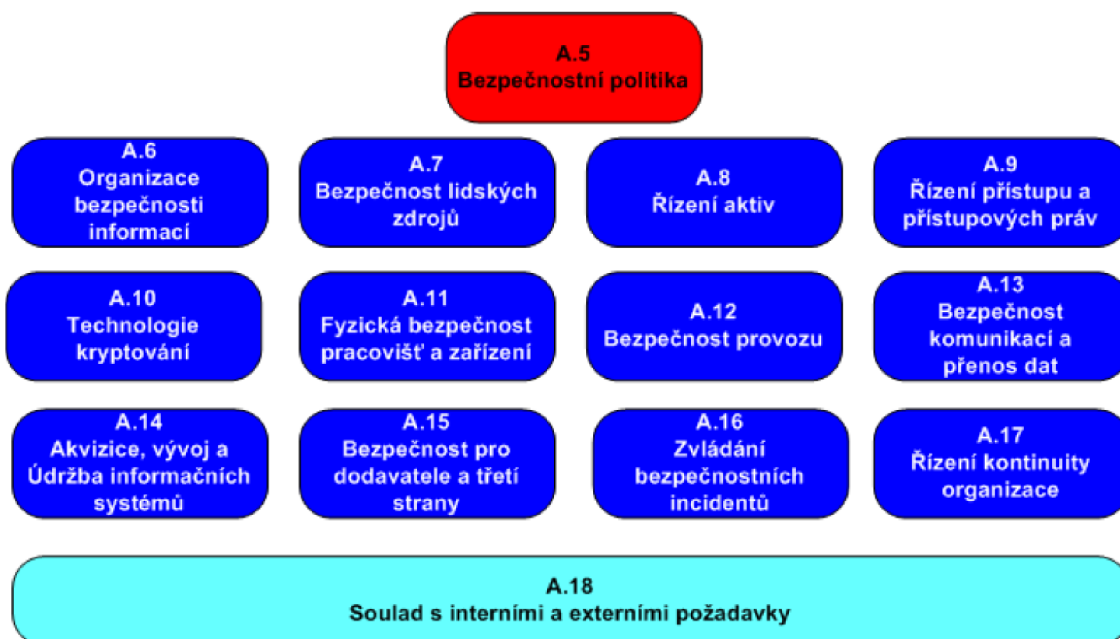 A.5
Bezpečnostní politika
A.6
Organizace
bezpečnosti
informací
A.7
Bezpečnost lidských
zdrojů
A.8
Řízení aktiv
A.9
Řízení přístupu a
přístupových práv
A.10
Technologie
kryptování
A.11
Fyzická bezpečnost
pracovišť a zařízení
A.12
Bezpečnost provozu
A.13
Bezpečnost
komunikací a
přenos dat
A.14
Akvizice, vývoj a
Údržba informačních
systémů
A.15
Bezpečnost pro
dodavatele a třetí
strany
A.16
Zvládání
bezpečnostních
incidentů
A.17
Řízení kontinuity
organizace
A.18
Soulad s interními a externími požadavky